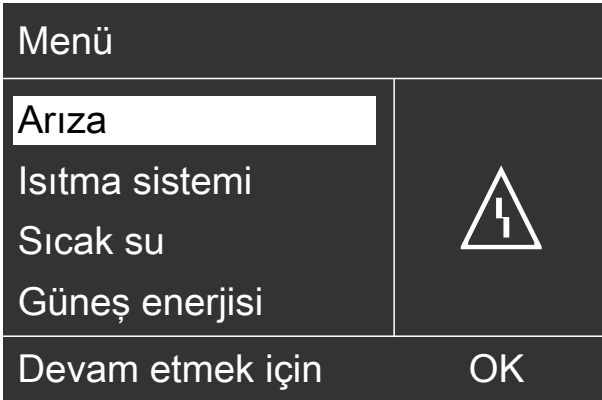 Menü
Arıza
Isıtma sistemi
Sıcak su
Güneş enerjisi
Devam etmek için OK